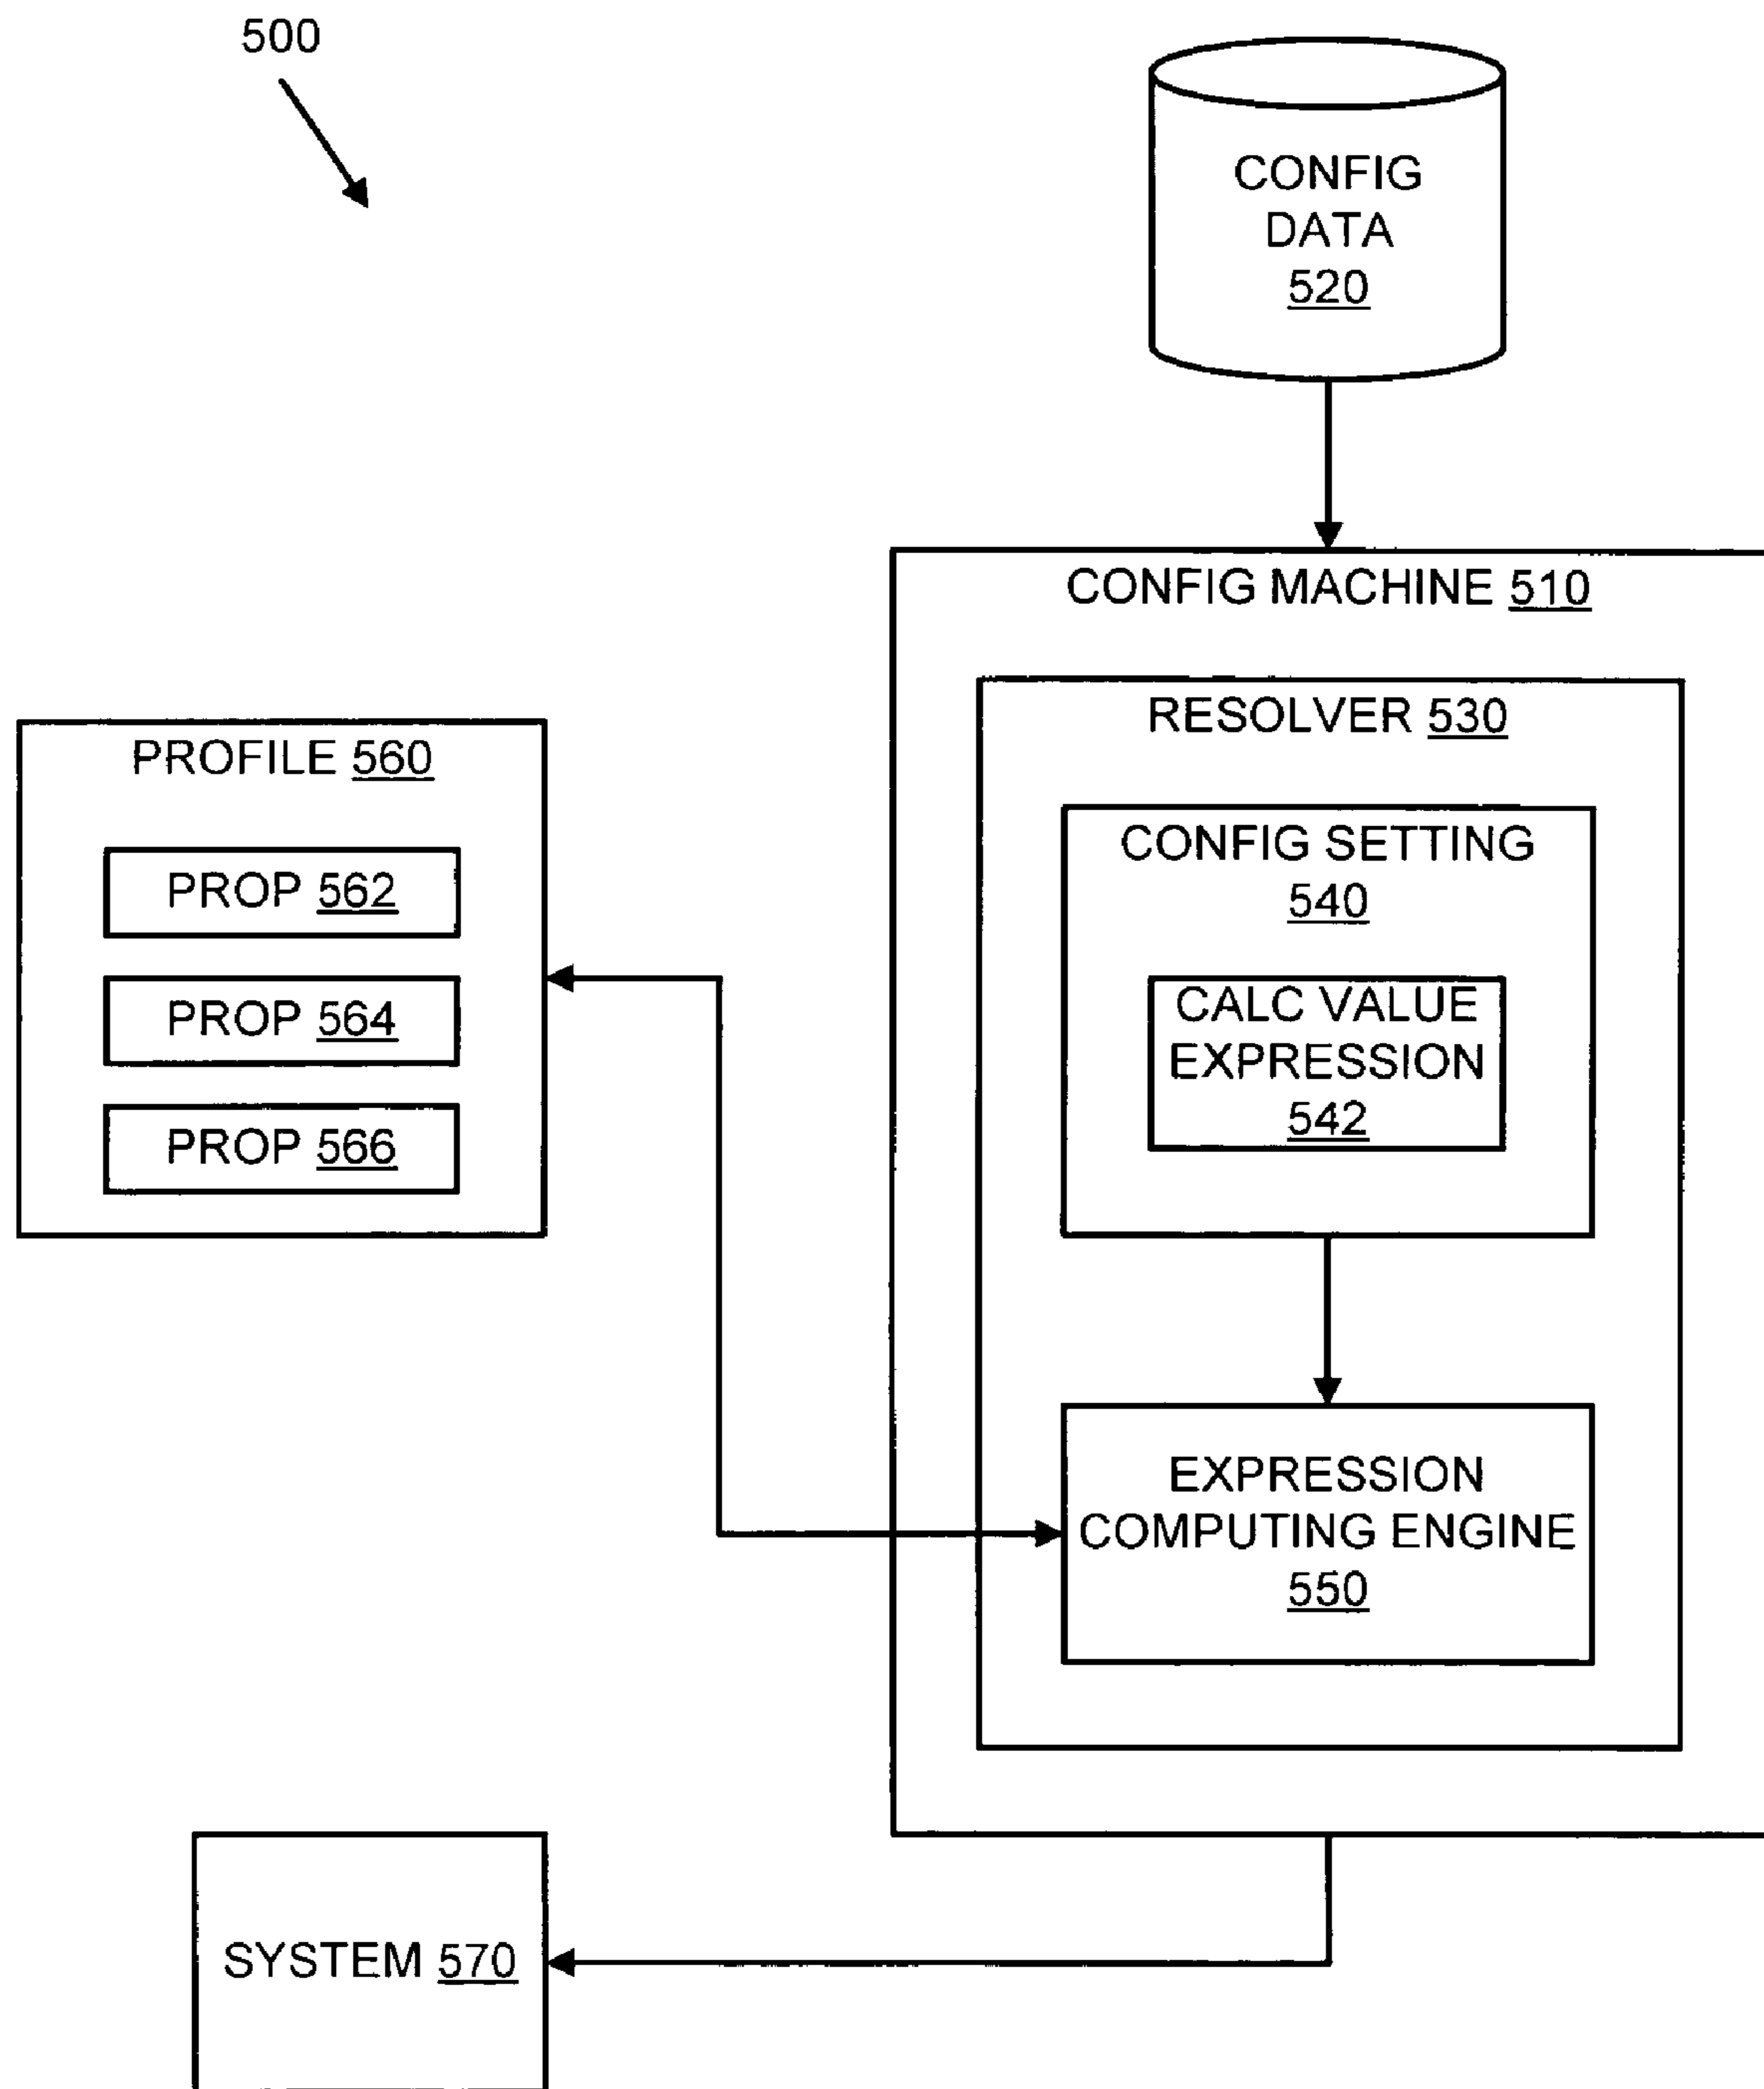 500
CONFIG
DATA
520
CONFIG MACHINE 510
RESOLVER 530
PROFILE 560
CONFIG SETTING
540
PROP 562
PROP 564
PROP 566
CALC VALUE
EXPRESSION
542
EXPRESSION
COMPUTING ENGINE
550
SYSTEM 570